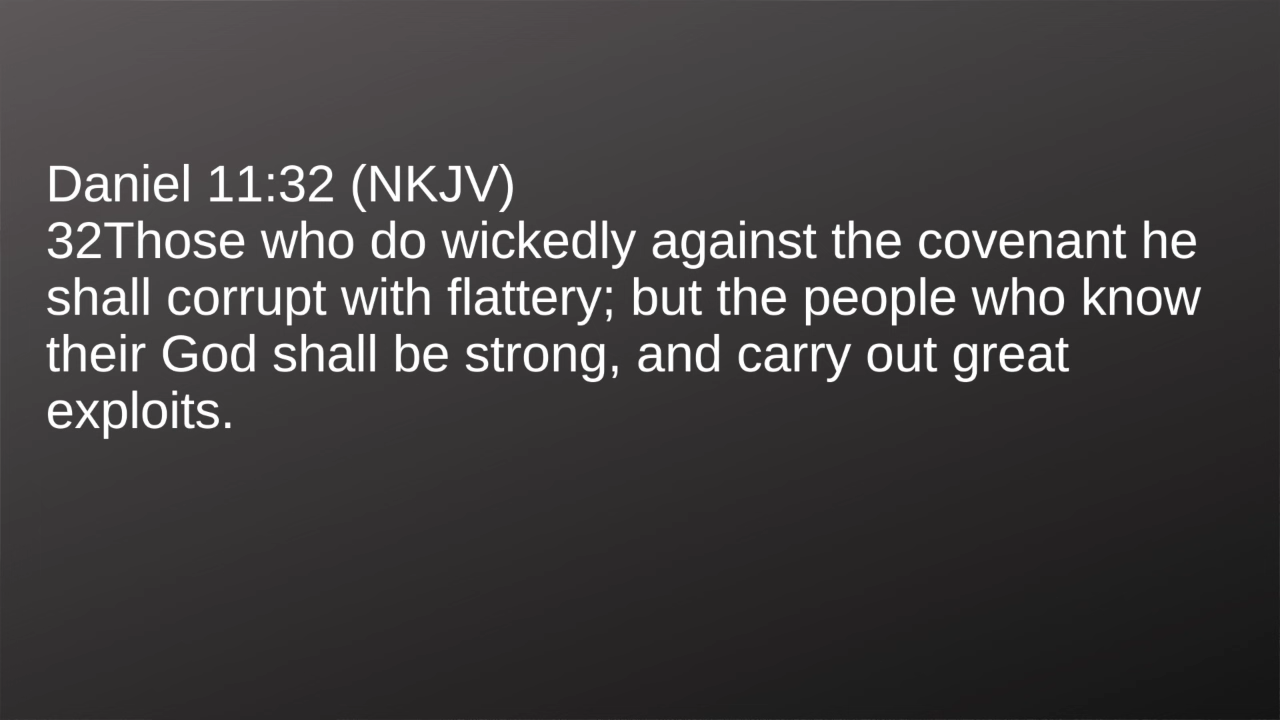 Daniel 11:32 (NKJV)
32Those who do wickedly against the covenant he
shall corrupt with flattery; but the people who know
their God shall be strong, and carry out great
exploits.